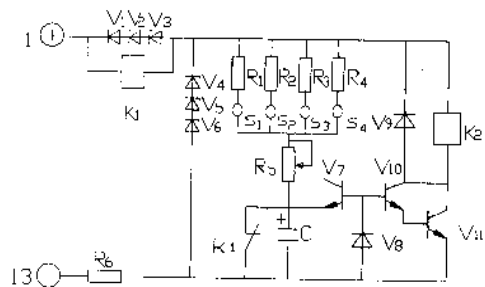 V1 V2 V3
1
K1
V4
V5
V6
R1 R2 R3 R4
S1 S2 S3 S4
V9
K2
Rp
V7
V10
+
C
K1
V8
V11
13
R6